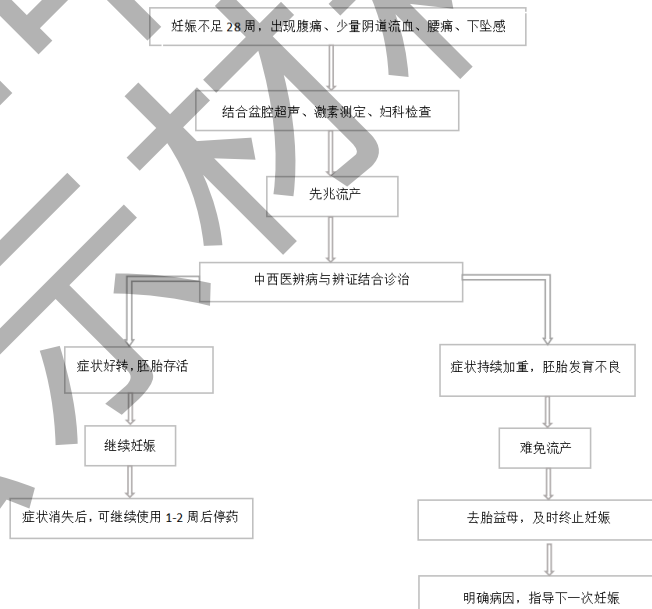 妊娠不足 28 周，出现腹痛、少量阴道流血、腰痛、下坠感
结合盆腔超声、激素测定、妇科检查
先兆流产
中西医辨病与辨证结合诊治
症状好转，胚胎存活
症状持续加重，胚胎发育不良
继续妊娠
难免流产
症状消失后，可继续使用 1-2 周后停药
去胎益母，及时终止妊娠
明确病因，指导下一次妊娠